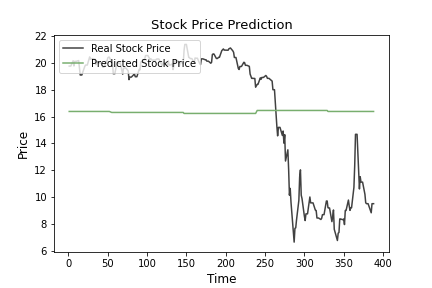 Stock Price Prediction
Real Stock Price
Predicted Stock Price
22
20
18
16
14
12
10
8
6
Price
0 50 100 150 200 250 300 350 400
Time